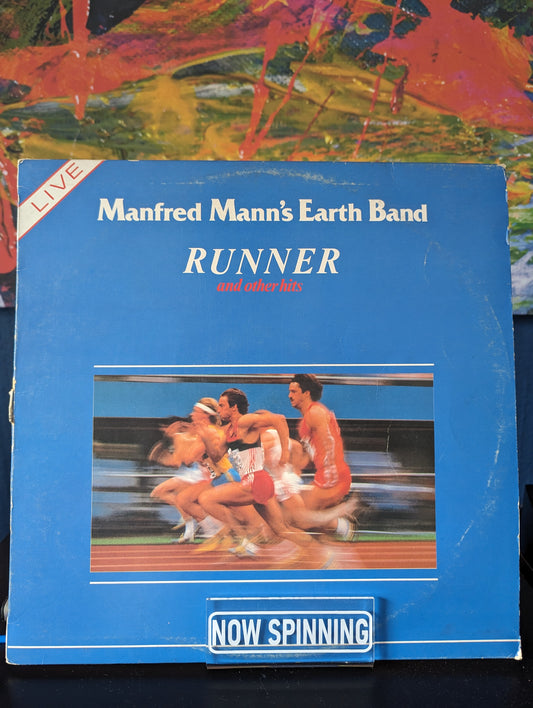 LIVE
Manfred Mann's Earth Band
RUNNER
and other hits
NOW SPINNING